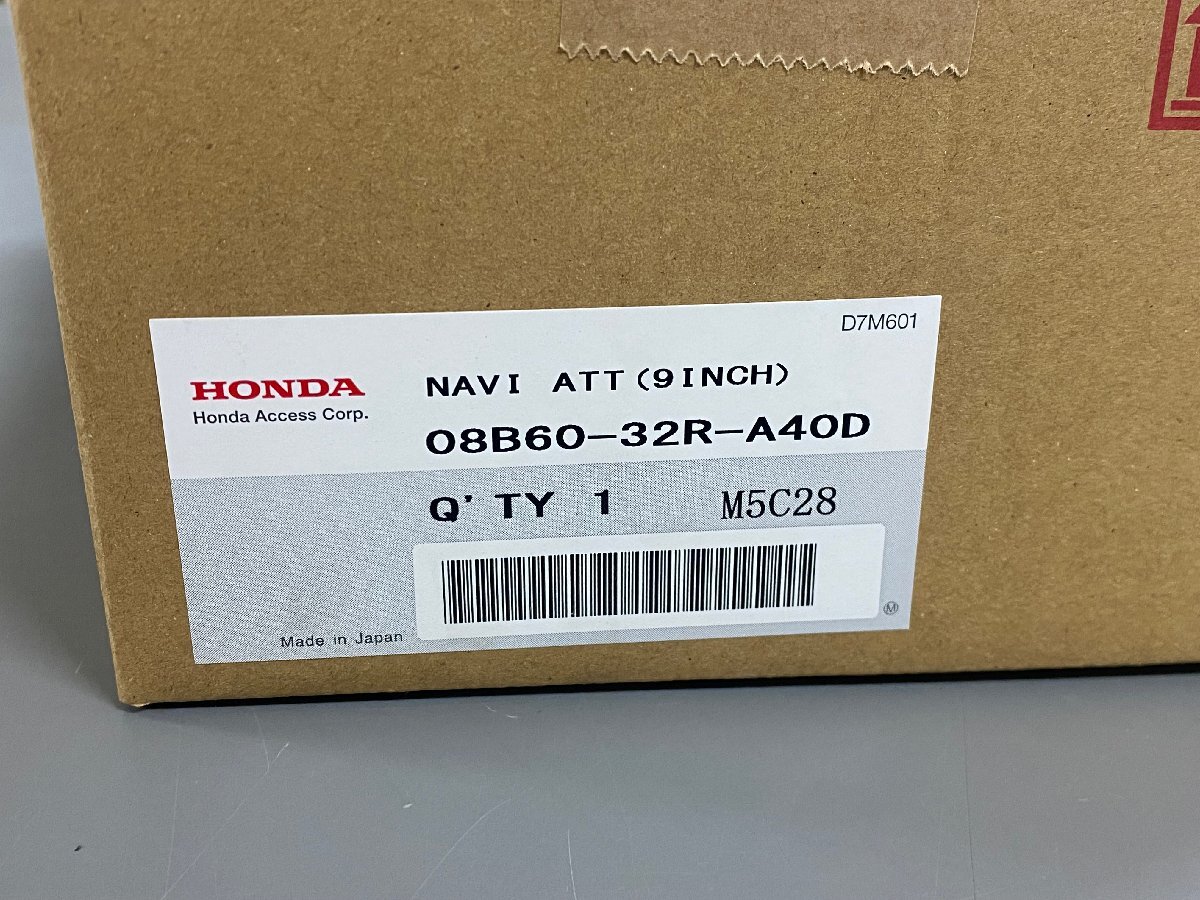 D7M601
HONDA
Honda Access Corp.
NAVI ATT(9INCH)
08B60-32R-A40D
Q'TY 1 M5C28
Made in Japan
Ⓜ